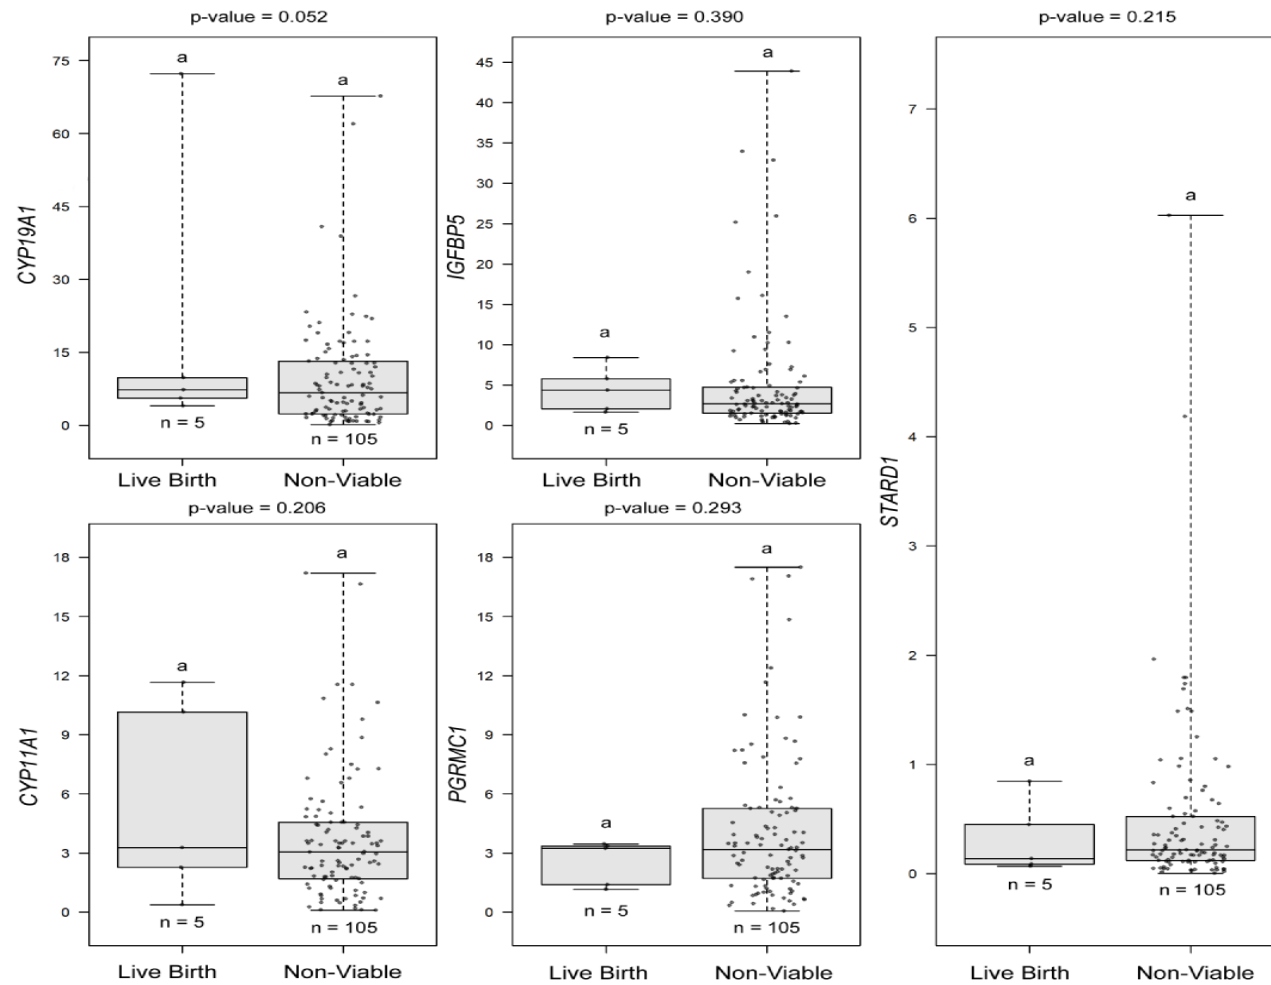 p-value = 0.052
a
a
75
60
45
30
15
0
CYP19A1
n = 5
n = 105
Live Birth
Non-Viable
p-value = 0.390
a
a
45
40
35
30
25
20
15
10
5
0
IGFBP5
n = 5
n = 105
Live Birth
Non-Viable
p-value = 0.215
a
a
7
6
5
4
3
2
1
0
STARD1
n = 5
n = 105
Live Birth
Non-Viable
p-value = 0.206
a
a
18
15
12
9
6
3
0
CYP11A1
n = 5
n = 105
Live Birth
Non-Viable
p-value = 0.293
a
a
18
15
12
9
6
3
0
PGRMC1
n = 5
n = 105
Live Birth
Non-Viable